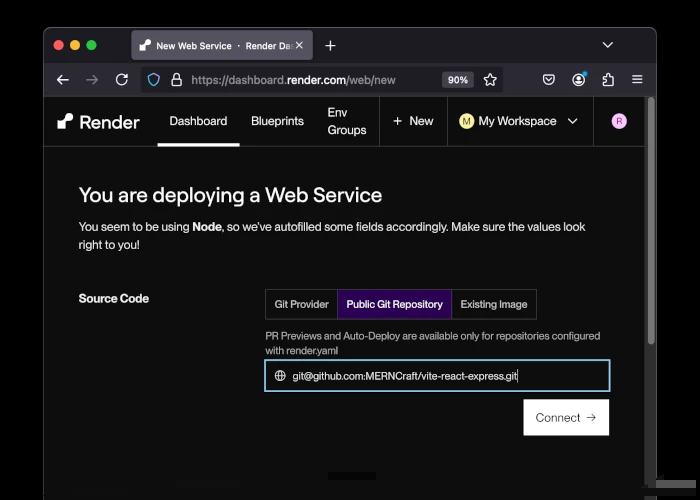 New Web Service · Render Das
https://dashboard.render.com/web/new
90%
Render
Dashboard
Blueprints
Env
Groups
+ New
M
My Workspace
R
You are deploying a Web Service
You seem to be using Node, so we've autofilled some fields accordingly. Make sure the values look
right to you!
Source Code
Git Provider
Public Git Repository
Existing Image
PR Previews and Auto-Deploy are available only for repositories configured
with render.yaml
git@github.com:MERNCraft/vite-react-express.git
Connect →